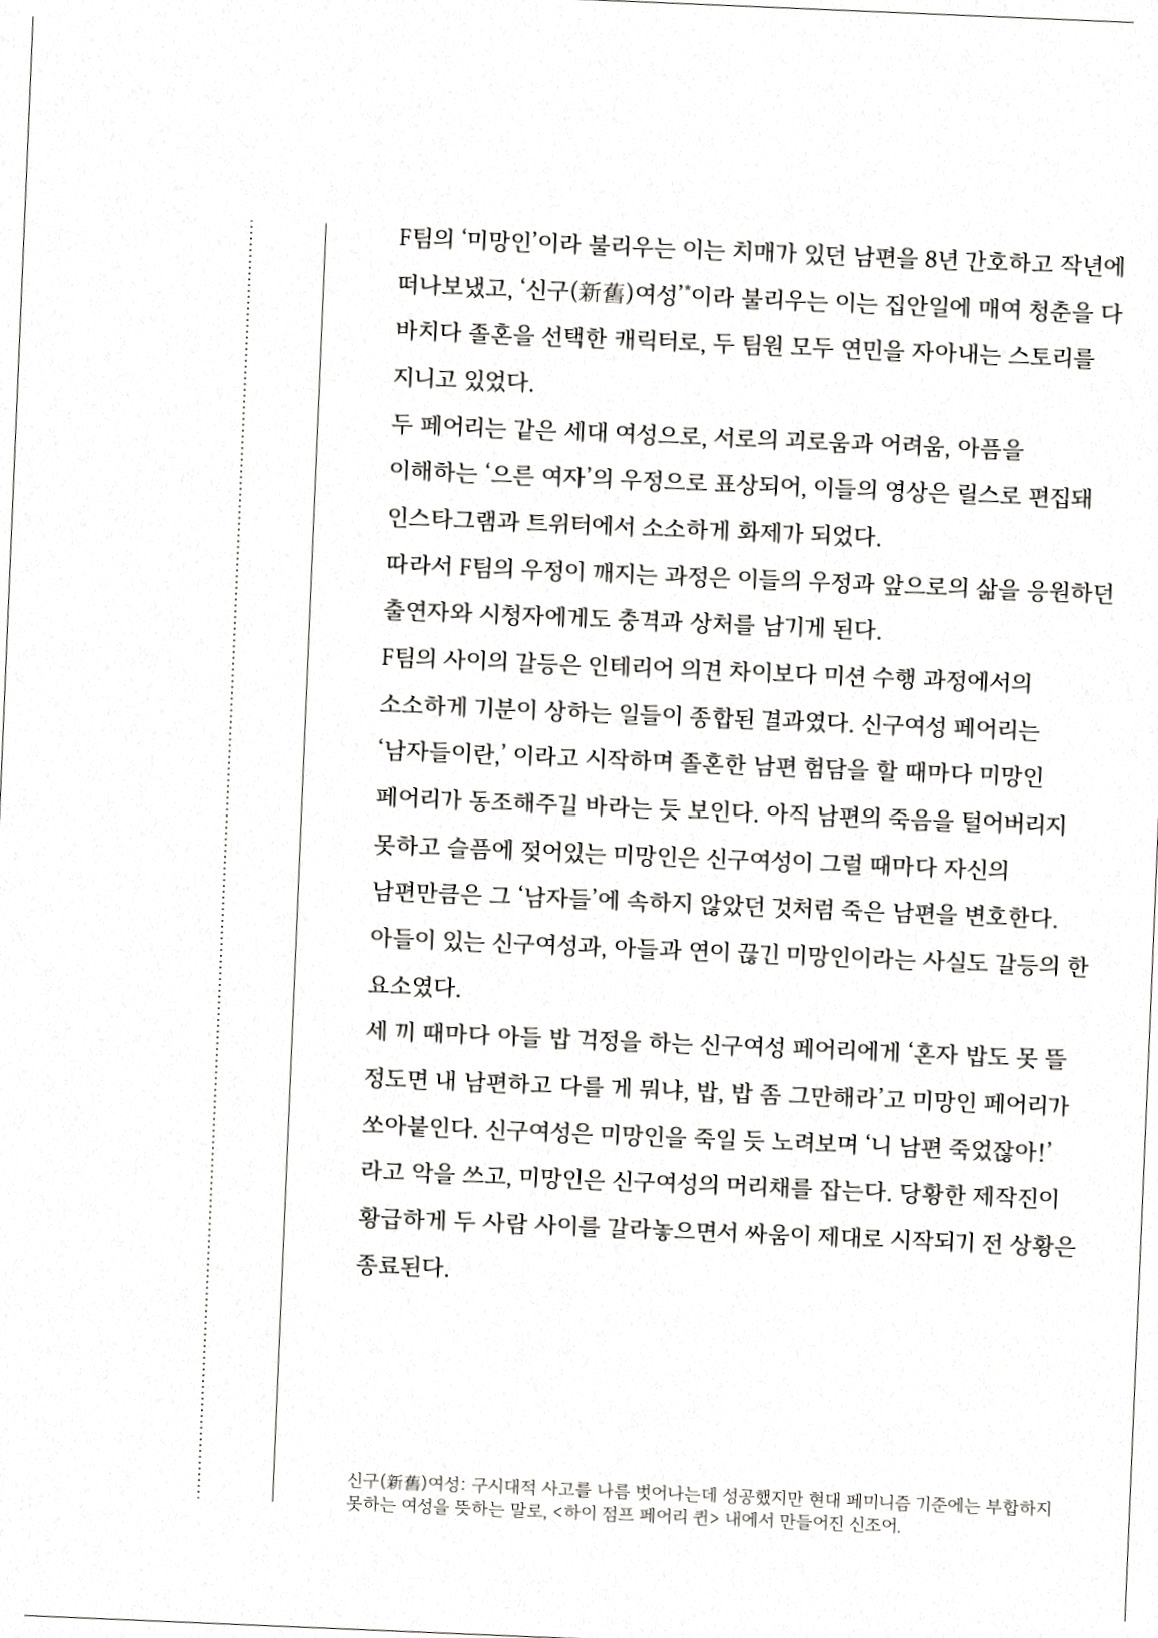 F팀의 ‘미망인’이라 불리우는 이는 치매가 있던 남편을 8년 간호하고 작년에
떠나보냈고, ‘신구(新舊)여성’*이라 불리우는 이는 집안일에 매여 청춘을 다
바치다 졸혼을 선택한 캐릭터로, 두 팀원 모두 연민을 자아내는 스토리를
지니고 있었다.
두 페어리는 같은 세대 여성으로, 서로의 괴로움과 어려움, 아픔을
이해하는 ‘으른 여자’의 우정으로 표상되어, 이들의 영상은 릴스로 편집돼
인스타그램과 트위터에서 소소하게 화제가 되었다.
따라서 F팀의 우정이 깨지는 과정은 이들의 우정과 앞으로의 삶을 응원하던
출연자와 시청자에게도 충격과 상처를 남기게 된다.
F팀의 사이의 갈등은 인테리어 의견 차이보다 미션 수행 과정에서의
소소하게 기분이 상하는 일들이 종합된 결과였다. 신구여성 페어리는
‘남자들이란,’ 이라고 시작하며 졸혼한 남편 험담을 할 때마다 미망인
페어리가 동조해주길 바라는 듯 보인다. 아직 남편의 죽음을 털어버리지
못하고 슬픔에 젖어있는 미망인은 신구여성이 그럴 때마다 자신의
남편만큼은 그 ‘남자들’에 속하지 않았던 것처럼 죽은 남편을 변호한다.
아들이 있는 신구여성과, 아들과 연이 끊긴 미망인이라는 사실도 갈등의 한
요소였다.
세 끼 때마다 아들 밥 걱정을 하는 신구여성 페어리에게 ‘혼자 밥도 못 뜰
정도면 내 남편하고 다를 게 뭐냐, 밥, 밥 좀 그만해라’고 미망인 페어리가
쏘아붙인다. 신구여성은 미망인을 죽일 듯 노려보며 ‘니 남편 죽었잖아!’
라고 악을 쓰고, 미망인은 신구여성의 머리채를 잡는다. 당황한 제작진이
황급하게 두 사람 사이를 갈라놓으면서 싸움이 제대로 시작되기 전 상황은
종료된다.
신구(新舊)여성: 구시대적 사고를 나름 벗어나는데 성공했지만 현대 페미니즘 기준에는 부합하지
못하는 여성을 뜻하는 말로, <하이 점프 페어리 퀸> 내에서 만들어진 신조어.